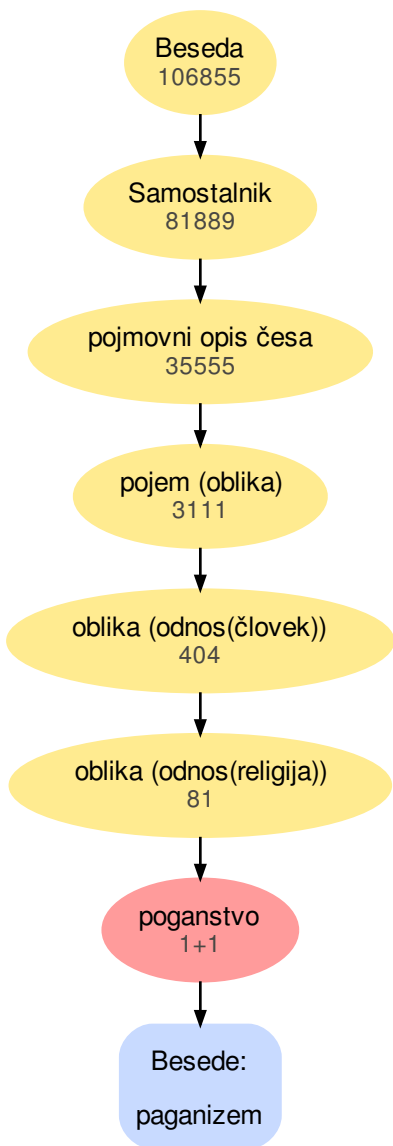 Beseda
106855
Samostalnik
81889
pojmovni opis česa
35555
pojem (oblika)
3111
oblika (odnos(človek))
404
oblika (odnos(religija))
81
poganstvo
1+1
Besede:
paganizem